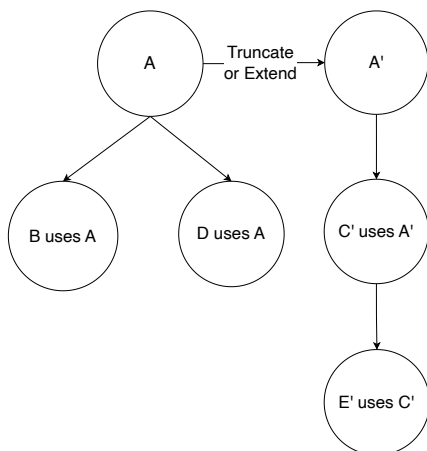 A
Truncate
or Extend
A'
B uses A
D uses A
C' uses A'
E' uses C'